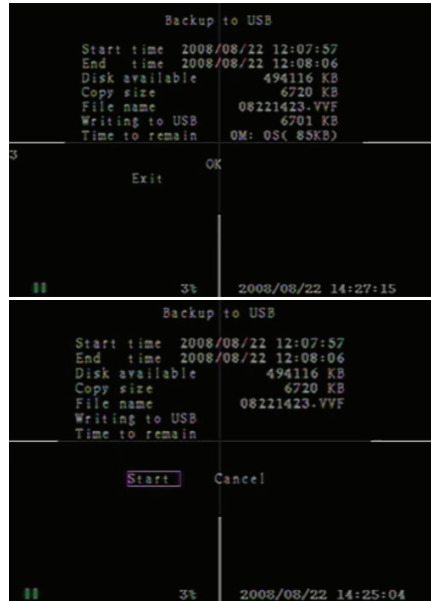 Backup to USB
Start time 2008/08/22 12:07:57
End time 2008/08/22 12:08:06
Disk available 494116 KB
Copy size 6720 KB
File name 08221423.VVF
Writing to USB 6701 KB
Time to remain 0M: 0S( 85KB)
3
OK
Exit
3% 2008/08/22 14:27:15
Backup to USB
Start time 2008/08/22 12:07:57
End time 2008/08/22 12:08:06
Disk available 494116 KB
Copy size 6720 KB
File name 08221423.VVF
Writing to USB
Time to remain
Start Cancel
3% 2008/08/22 14:25:04